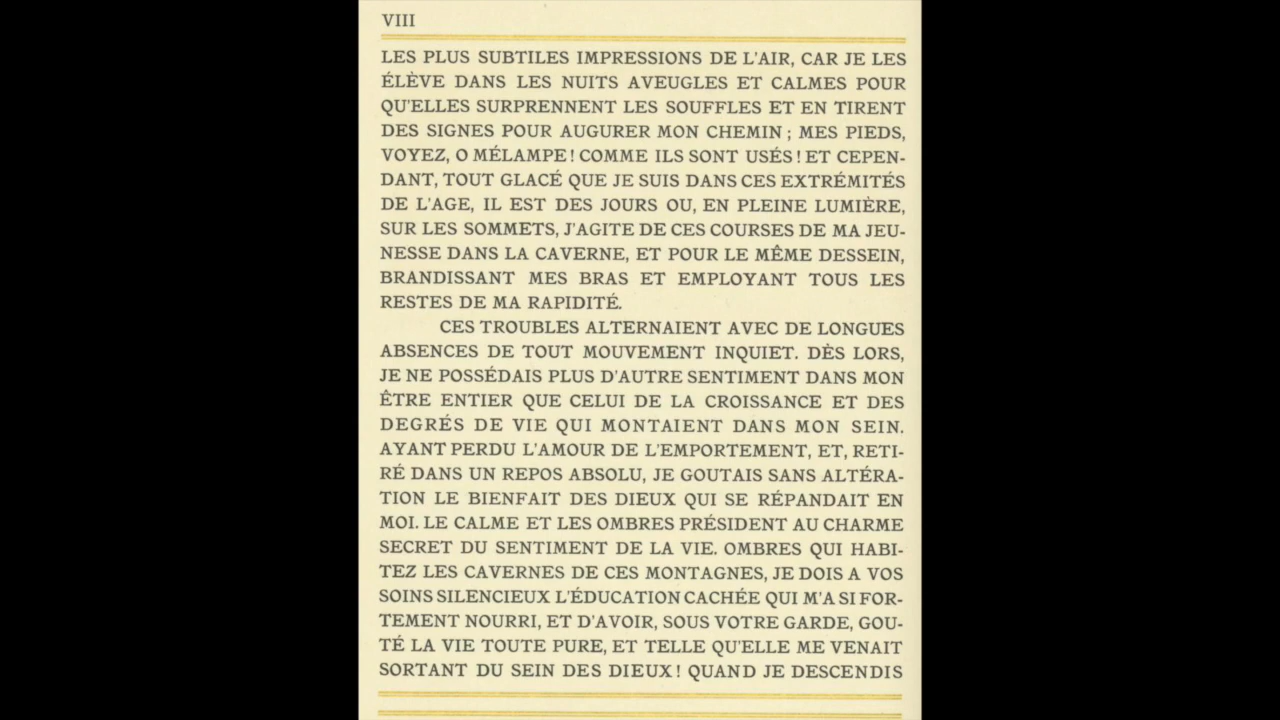 VIII
LES PLUS SUBTILES IMPRESSIONS DE L'AIR, CAR JE LES
ÉLÈVE DANS LES NUITS AVEUGLES ET CALMES POUR
QU'ELLES SURPRENNENT LES SOUFFLES ET EN TIRENT
DES SIGNES POUR AUGURER MON CHEMIN ; MES PIEDS,
VOYEZ, O MÉLAMPE! COMME ILS SONT USÉS! ET CEPEN-
DANT, TOUT GLACÉ QUE JE SUIS DANS CES EXTRÉMITÉS
DE L'AGE, IL EST DES JOURS OU, EN PLEINE LUMIÈRE,
SUR LES SOMMETS, J'AGITE DE CES COURSES DE MA JEU-
NESSE DANS LA CAVERNE, ET POUR LE MÊME DESSEIN,
BRANDISSANT MES BRAS ET EMPLOYANT TOUS LES
RESTES DE MA RAPIDITÉ.
CES TROUBLES ALTERNAIENT AVEC DE LONGUES
ABSENCES DE TOUT MOUVEMENT INQUIET. DÈS LORS,
JE NE POSSÉDAIS PLUS D'AUTRE SENTIMENT DANS MON
ÊTRE ENTIER QUE CELUI DE LA CROISSANCE ET DES
DEGRÉS DE VIE QUI MONTAIENT DANS MON SEIN.
AYANT PERDU L'AMOUR DE L'EMPORTEMENT, ET, RETI-
RÉ DANS UN REPOS ABSOLU, JE GOUTAIS SANS ALTÉRA-
TION LE BIENFAIT DES DIEUX QUI SE RÉPANDAIT EN
MOI. LE CALME ET LES OMBRES PRÉSIDENT AU CHARME
SECRET DU SENTIMENT DE LA VIE. OMBRES QUI HABI-
TEZ LES CAVERNES DE CES MONTAGNES, JE DOIS A VOS
SOINS SILENCIEUX L'ÉDUCATION CACHÉE QUI M'A SI FOR-
TEMENT NOURRI, ET D'AVOIR, SOUS VOTRE GARDE, GOU-
TÉ LA VIE TOUTE PURE, ET TELLE QU'ELLE ME VENAIT
SORTANT DU SEIN DES DIEUX! QUAND JE DESCENDIS